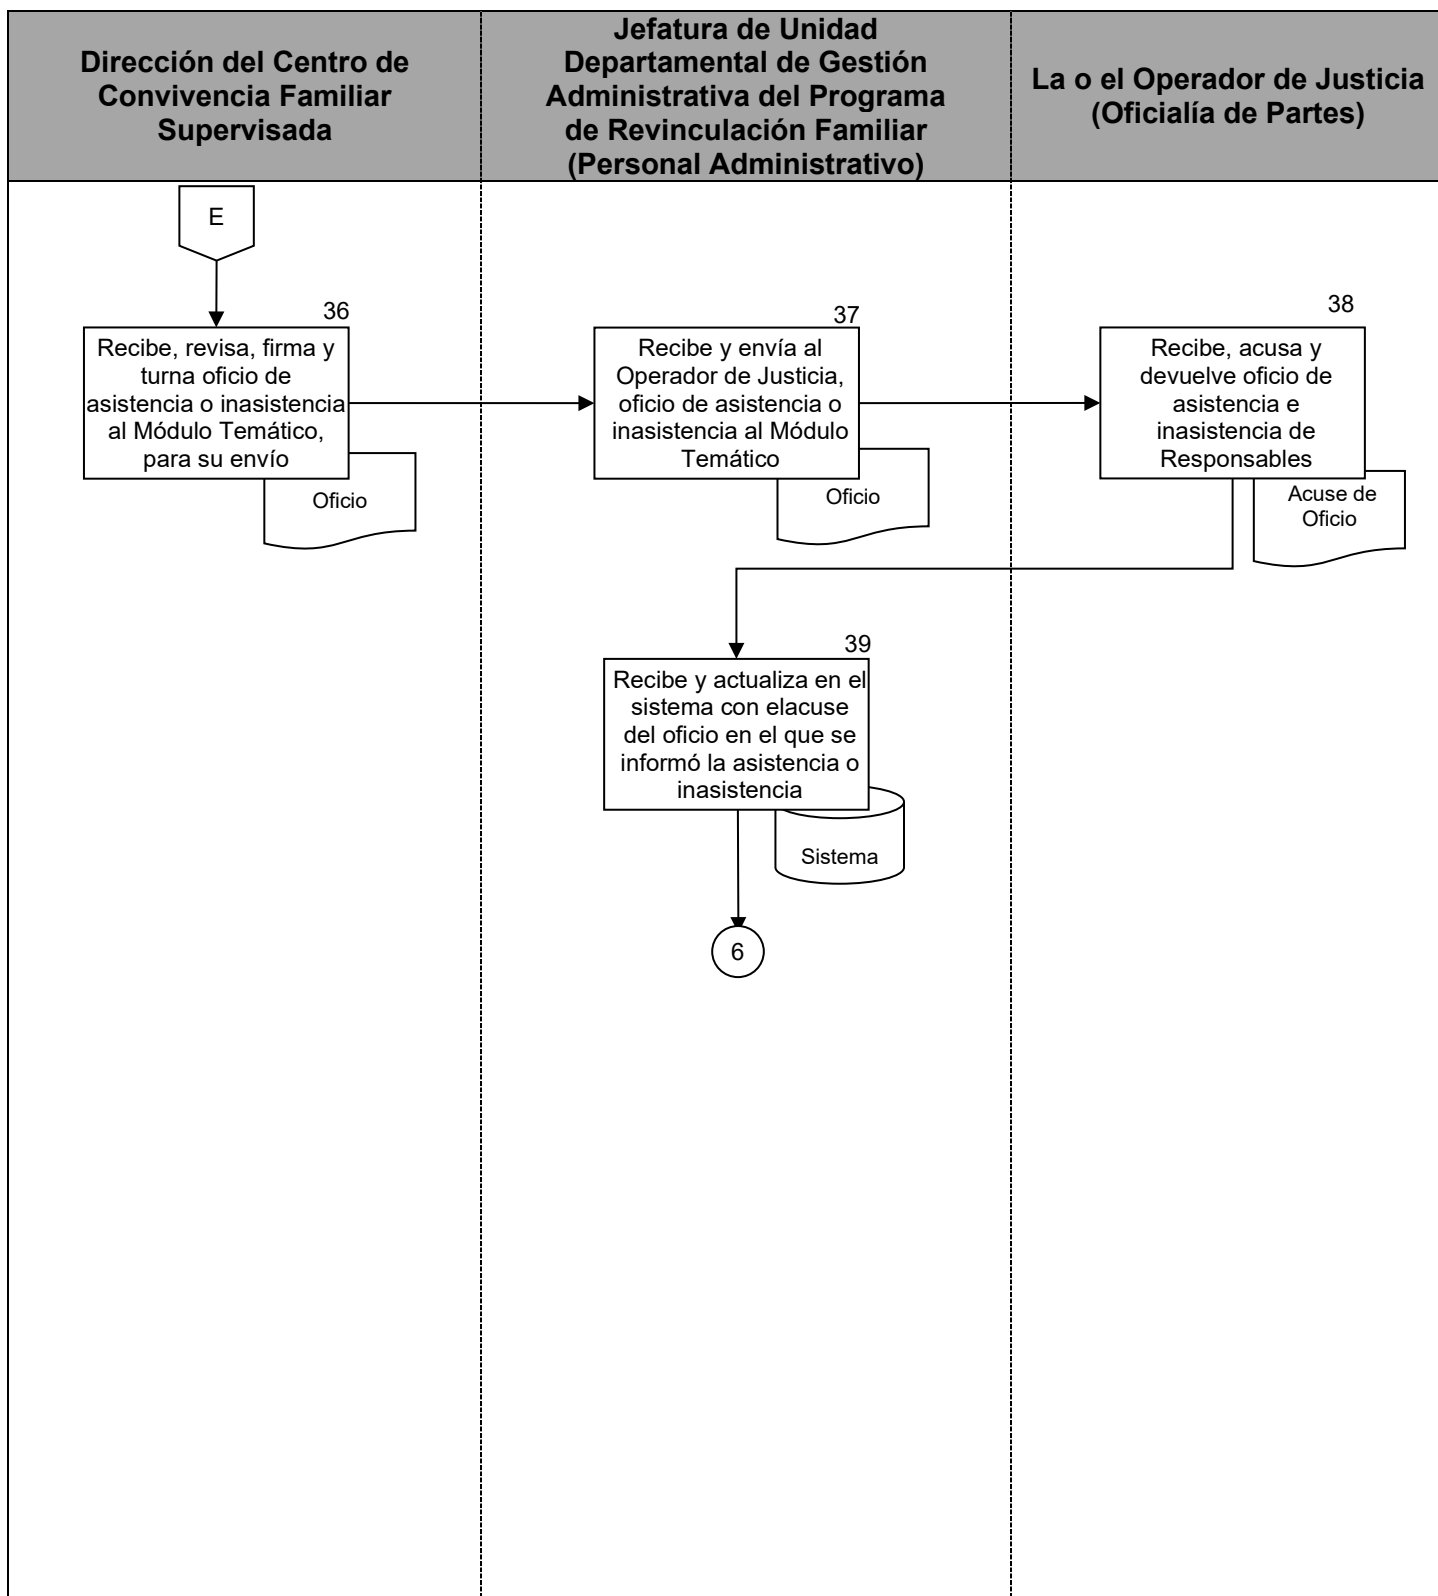 Dirección del Centro de
Convivencia Familiar
Supervisada
Jefatura de Unidad
Departamental de Gestión
Administrativa del Programa
de Revinculación Familiar
(Personal Administrativo)
La o el Operador de Justicia
(Oficialía de Partes)
E
36
Recibe, revisa, firma y
turna oficio de
asistencia o inasistencia
al Módulo Temático,
para su envío
Oficio
37
Recibe y envía al
Operador de Justicia,
oficio de asistencia o
inasistencia al Módulo
Temático
Oficio
38
Recibe, acusa y
devuelve oficio de
asistencia e
inasistencia de
Responsables
Acuse de
Oficio
39
Recibe y actualiza en el
sistema con elacuse
del oficio en el que se
informó la asistencia o
inasistencia
Sistema
6